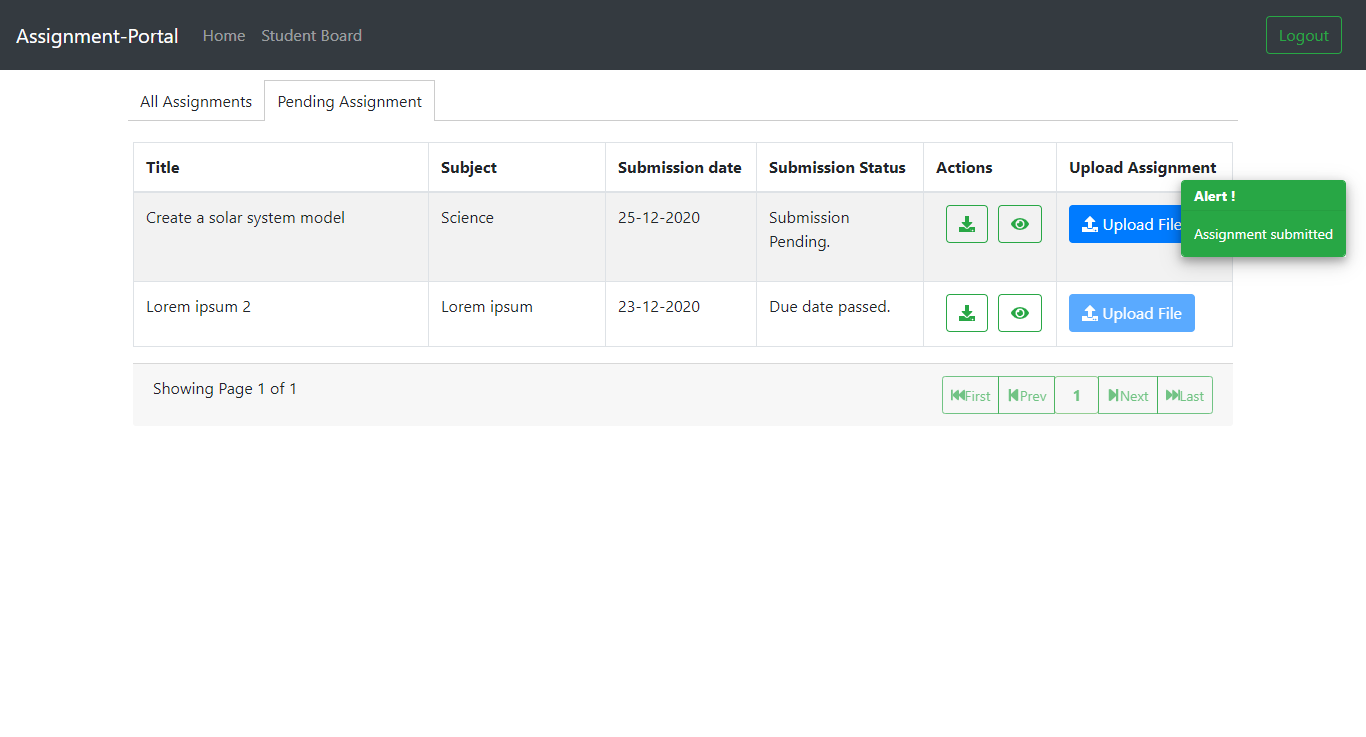 Assignment-Portal Home Student Board Logout
All Assignments Pending Assignment
Title Subject Submission date Submission Status Actions Upload Assignment
Alert !
Create a solar system model Science 25-12-2020 Submission Pending. Upload File
Assignment submitted
Lorem ipsum 2 Lorem ipsum 23-12-2020 Due date passed. Upload File
Showing Page 1 of 1 First Prev 1 Next Last